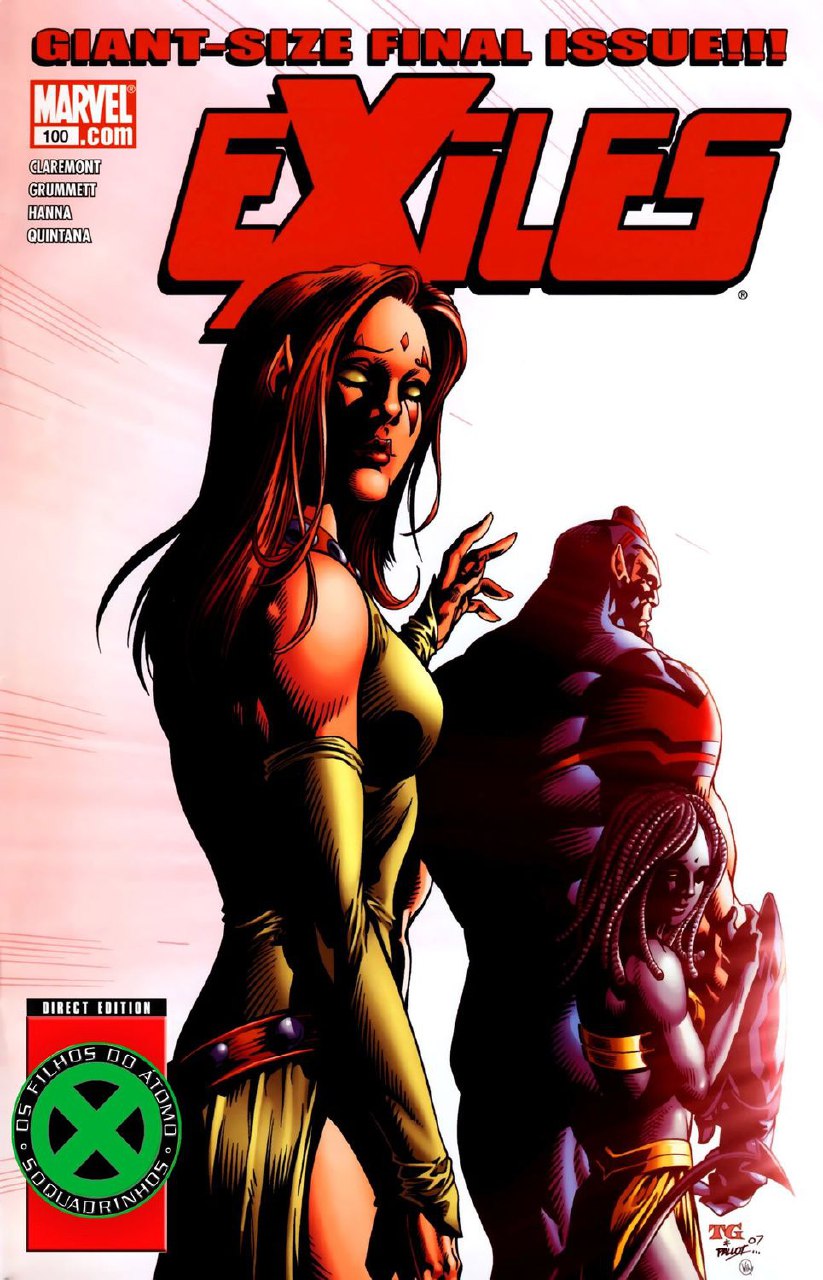 GIANT-SIZE FINAL ISSUE!!!
MARVEL®
100 .com
EXiLES®
CLAREMONT
GRUMMETT
HANNA
QUINTANA
DIRECT EDITION
OS FILHOS DO ÁTOMO
SOQUADRINHOS
TG
*
PALLOT... 07